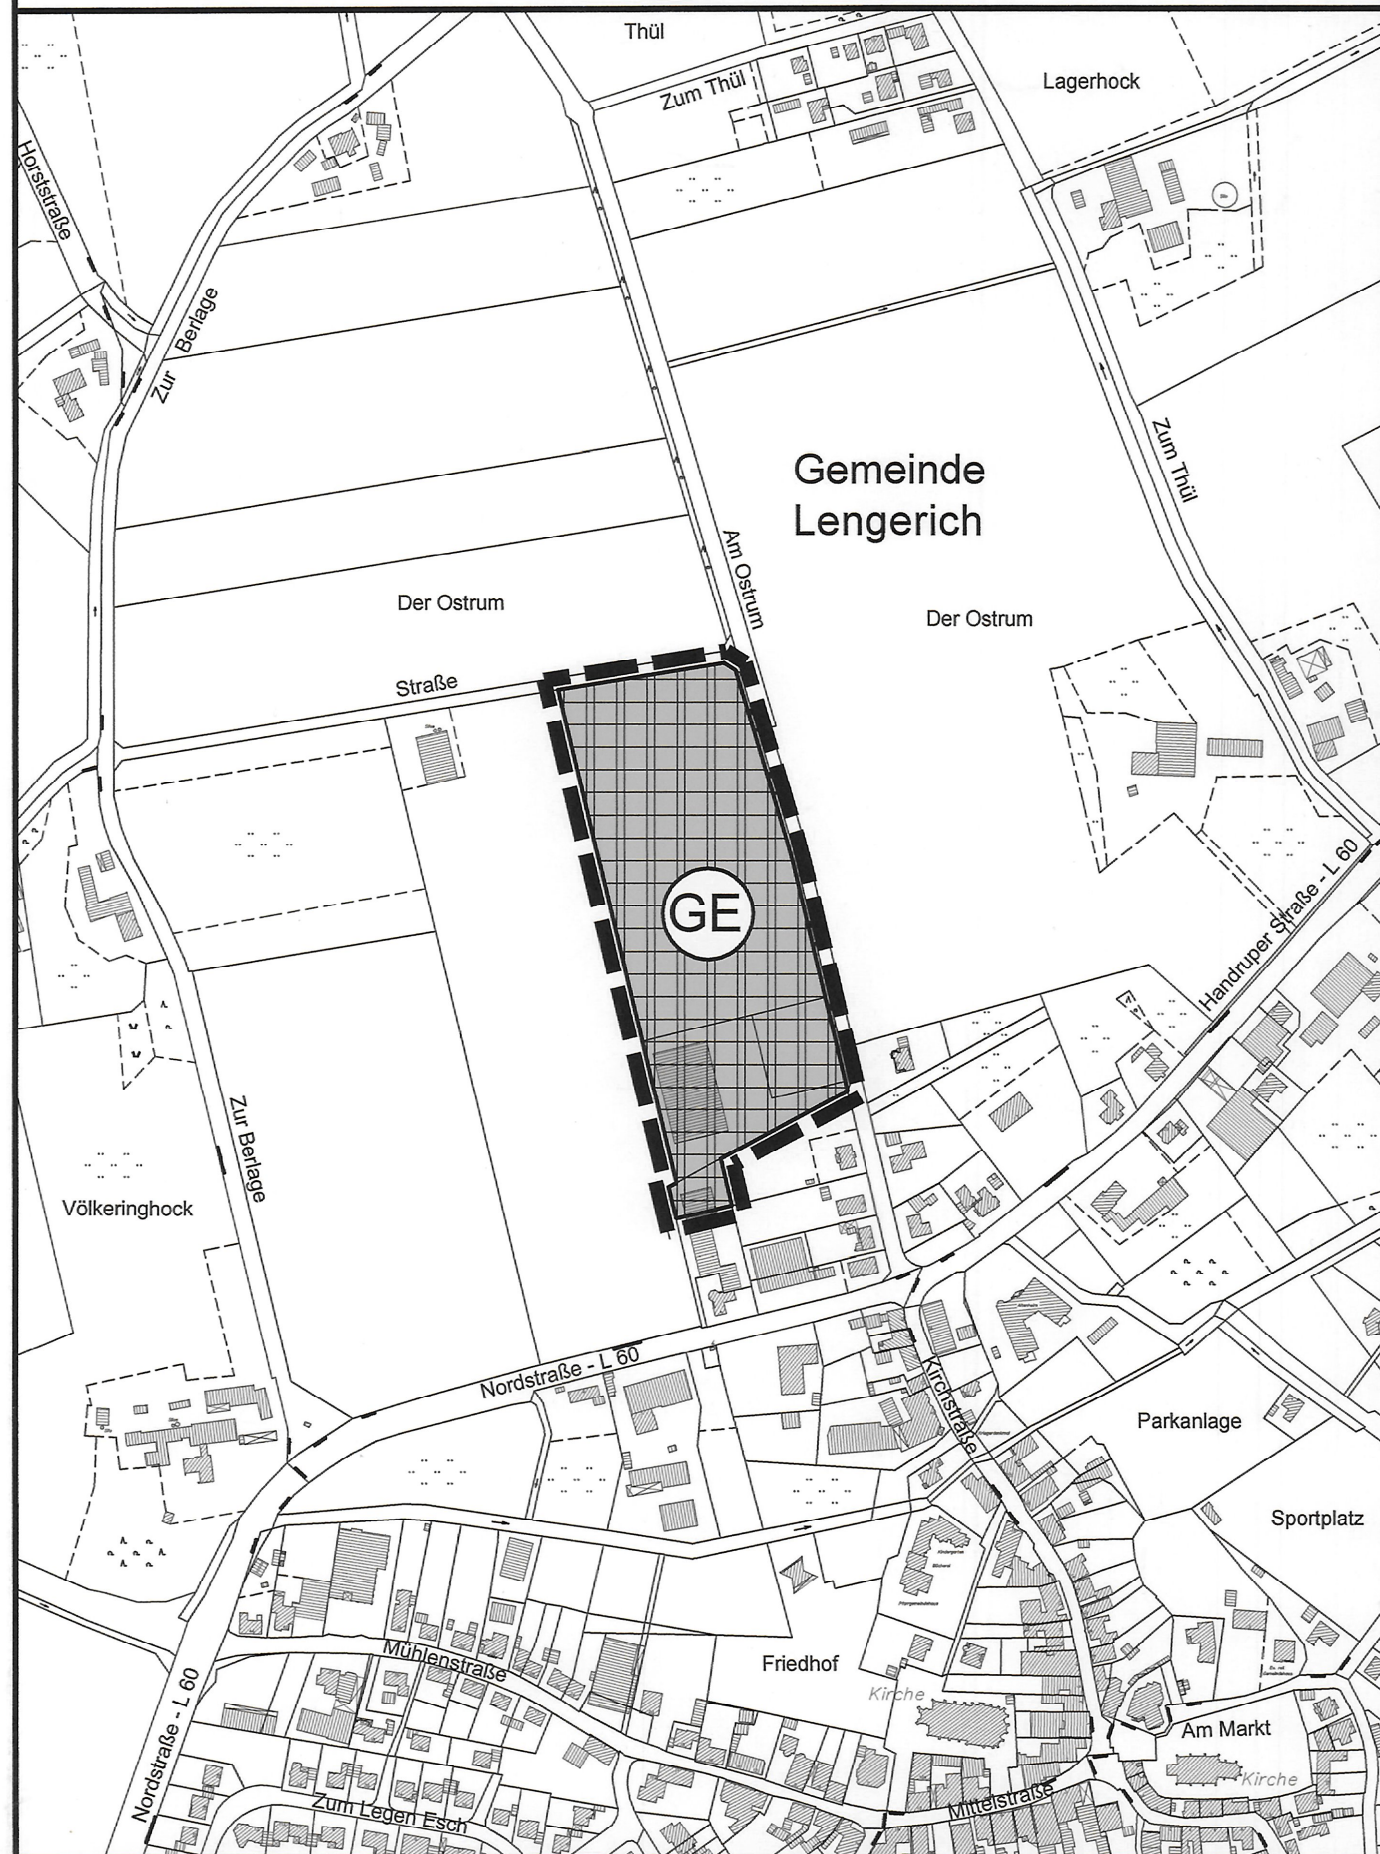 Thül
Zum Thül
Lagerhock
Horststraße
Zur Berlage
Gemeinde
Lengerich
Zum Thül
Am Ostrum
Der Ostrum
Der Ostrum
Straße
GE
Handruper Straße - L 60
Zur Berlage
Völkeringhock
Nordstraße - L 60
Kirchstraße
Parkanlage
Sportplatz
Kindergarten
Bücherei
Mühlenstraße
Friedhof
Kirche
Am Markt
Nordstraße - L 60
Kirche
Mittelstraße
Zum Legen Esch